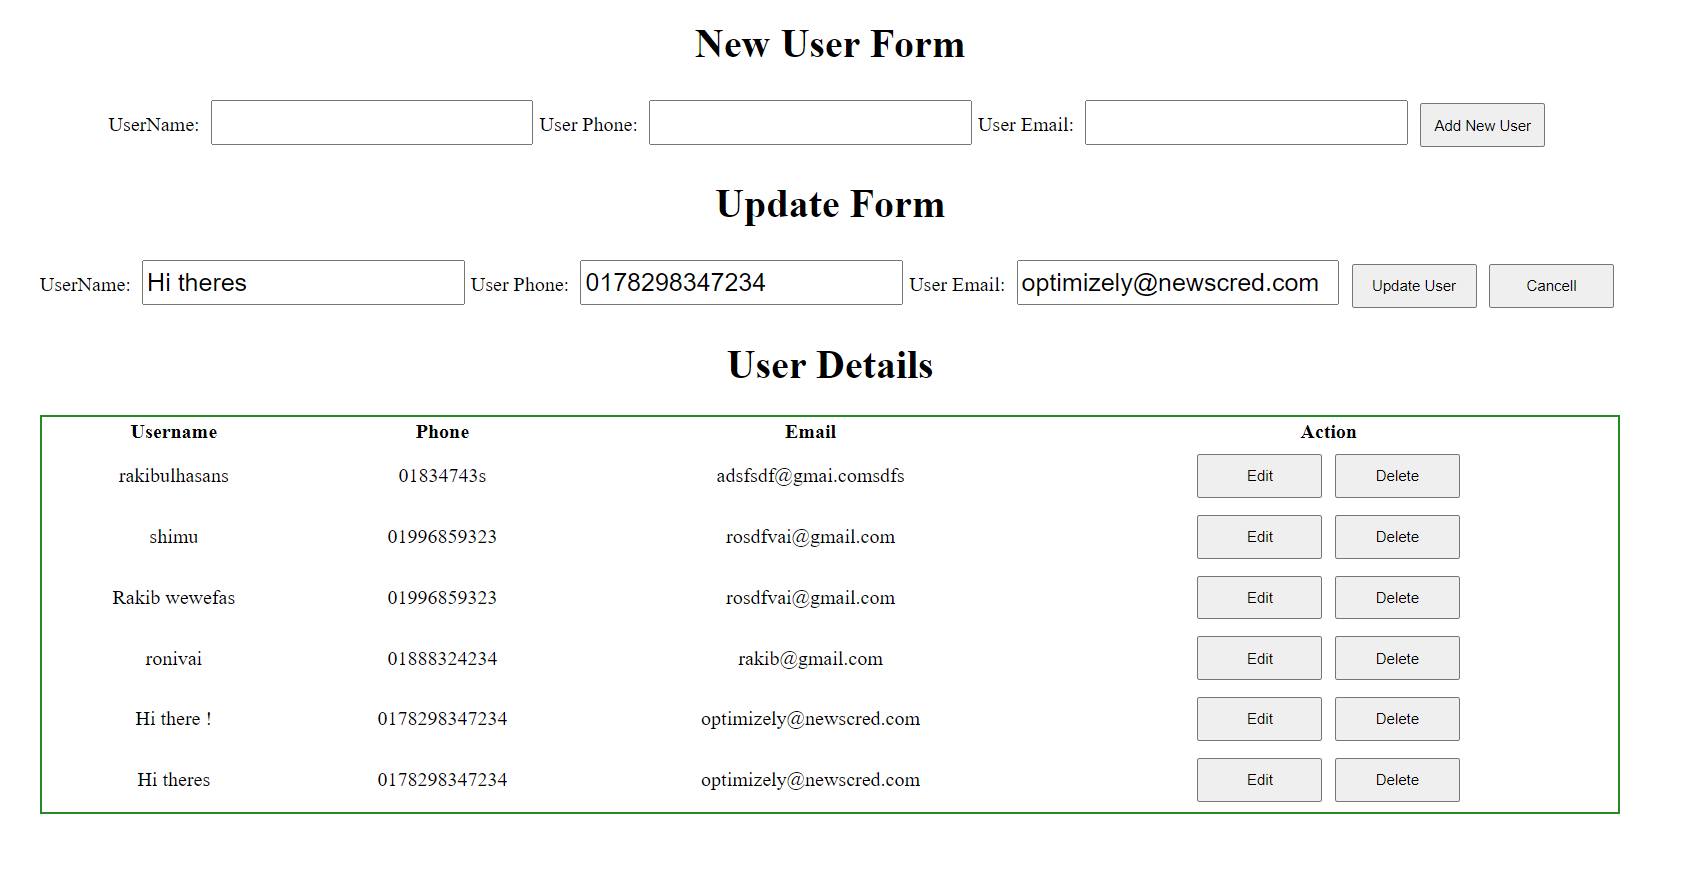 New User Form
UserName: User Phone: User Email: Add New User
Update Form
UserName: Hi theres User Phone: 0178298347234 User Email: optimizely@newscred.com Update User Cancell
User Details
Username Phone Email Action
rakibulhasans 01834743s adsfsdf@gmai.comsdfs Edit Delete
shimu 01996859323 rosdfvai@gmail.com Edit Delete
Rakib wewefas 01996859323 rosdfvai@gmail.com Edit Delete
ronivai 01888324234 rakib@gmail.com Edit Delete
Hi there ! 0178298347234 optimizely@newscred.com Edit Delete
Hi theres 0178298347234 optimizely@newscred.com Edit Delete